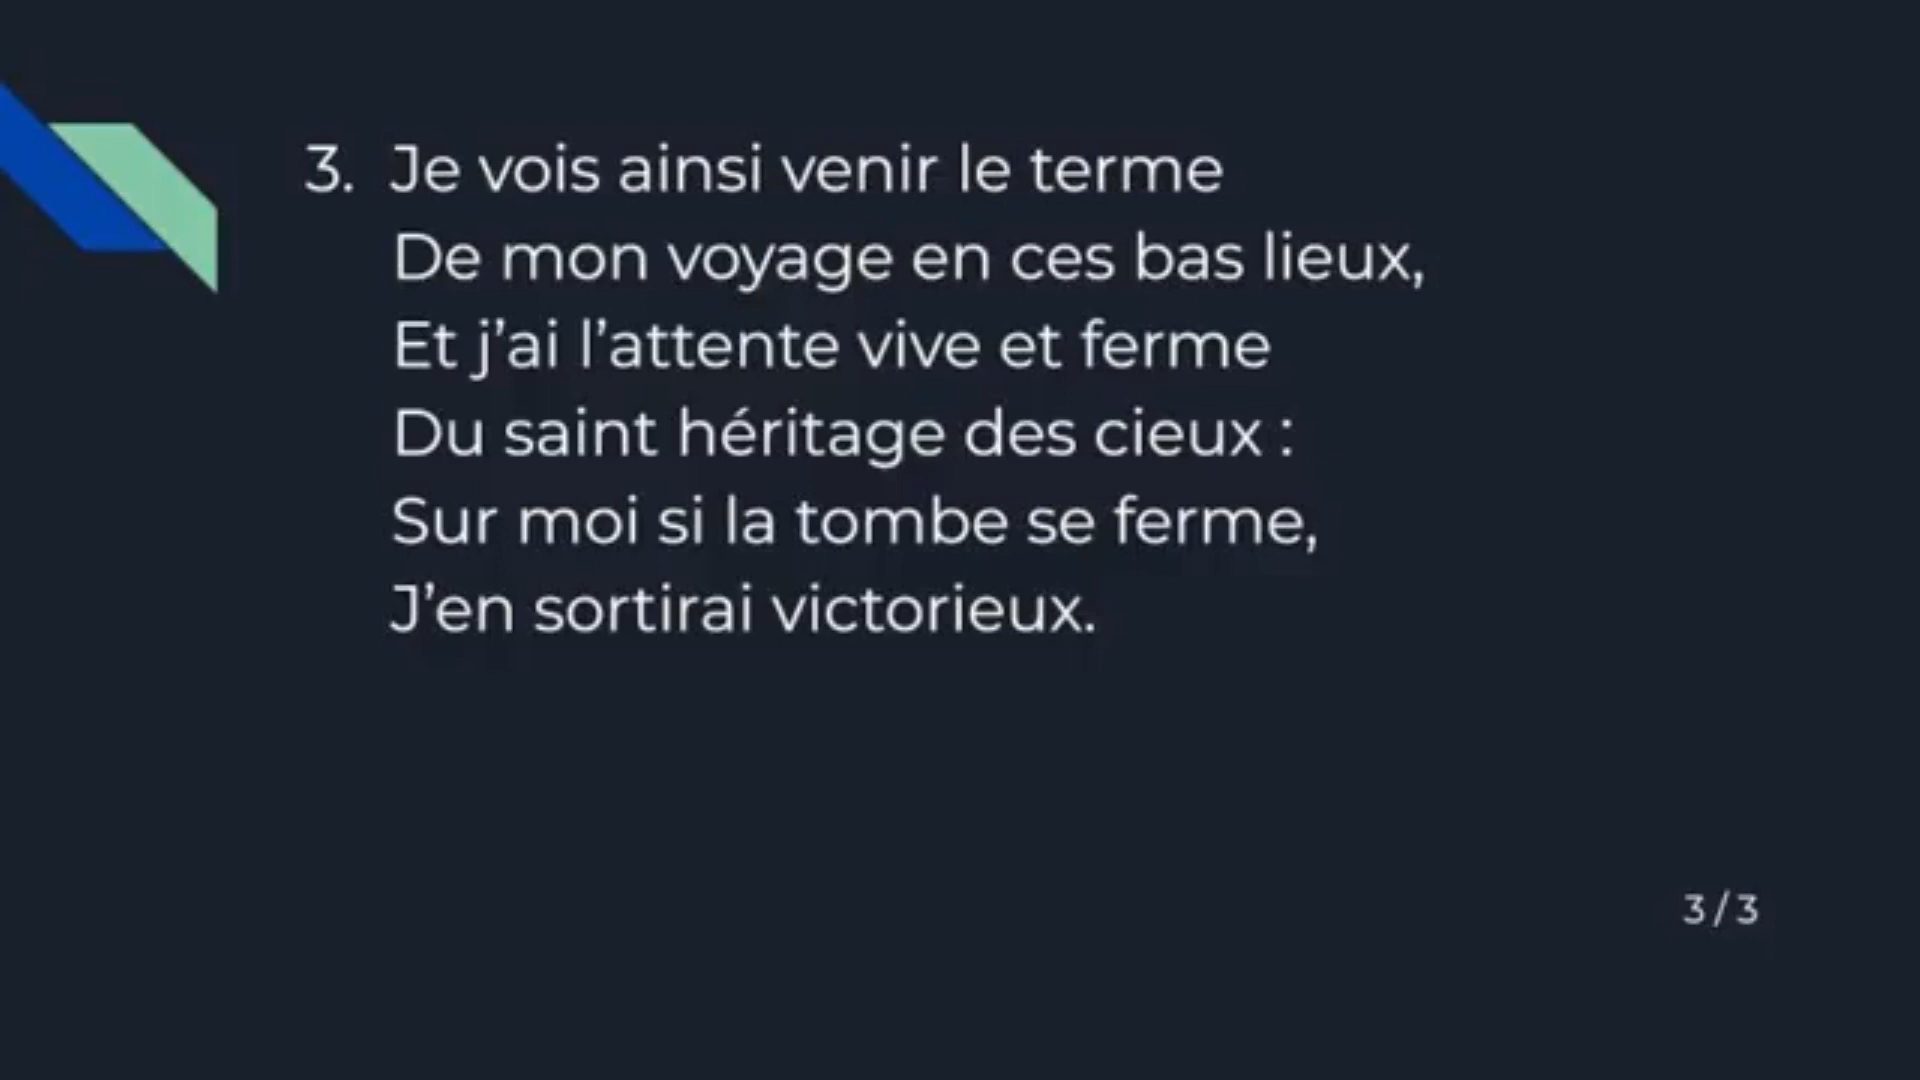 3. Je vois ainsi venir le terme
De mon voyage en ces bas lieux,
Et j’ai l’attente vive et ferme
Du saint héritage des cieux :
Sur moi si la tombe se ferme,
J’en sortirai victorieux.
3 / 3